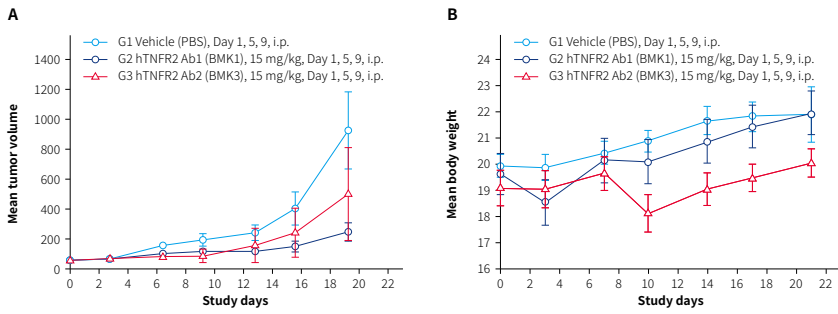 A
G1 Vehicle (PBS), Day 1, 5, 9, i.p.
G2 hTNFR2 Ab1 (BMK1), 15 mg/kg, Day 1, 5, 9, i.p.
G3 hTNFR2 Ab2 (BMK3), 15 mg/kg, Day 1, 5, 9, i.p.
Mean tumor volume
1400
1200
1000
800
600
400
200
0
0 2 4 6 8 10 12 14 16 18 20 22
Study days
B
G1 Vehicle (PBS), Day 1, 5, 9, i.p.
G2 hTNFR2 Ab1 (BMK1), 15 mg/kg, Day 1, 5, 9, i.p.
G3 hTNFR2 Ab2 (BMK3), 15 mg/kg, Day 1, 5, 9, i.p.
Mean body weight
24
23
22
21
20
19
18
17
16
0 2 4 6 8 10 12 14 16 18 20 22
Study days